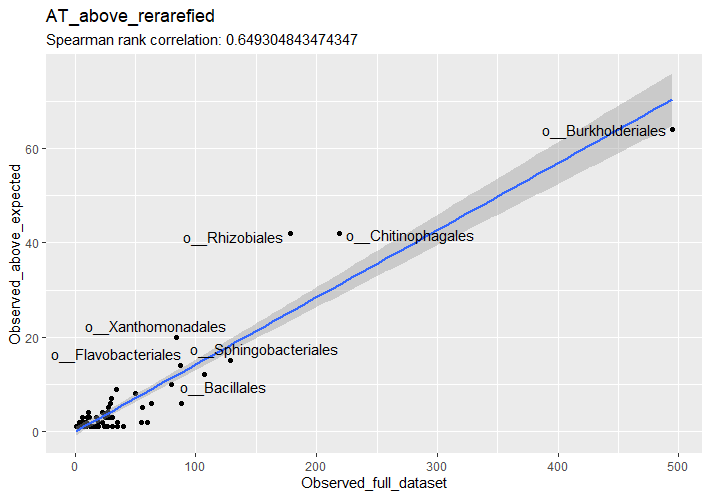 AT_above_rerarefied
Spearman rank correlation: 0.649304843474347
Observed_above_expected
60
40
20
0
o__Burkholderiales
o__Rhizobiales
o__Chitinophagales
o__Xanthomonadales
o__Flavobacteriales
o__Sphingobacteriales
o__Bacillales
0 100 200 300 400 500
Observed_full_dataset